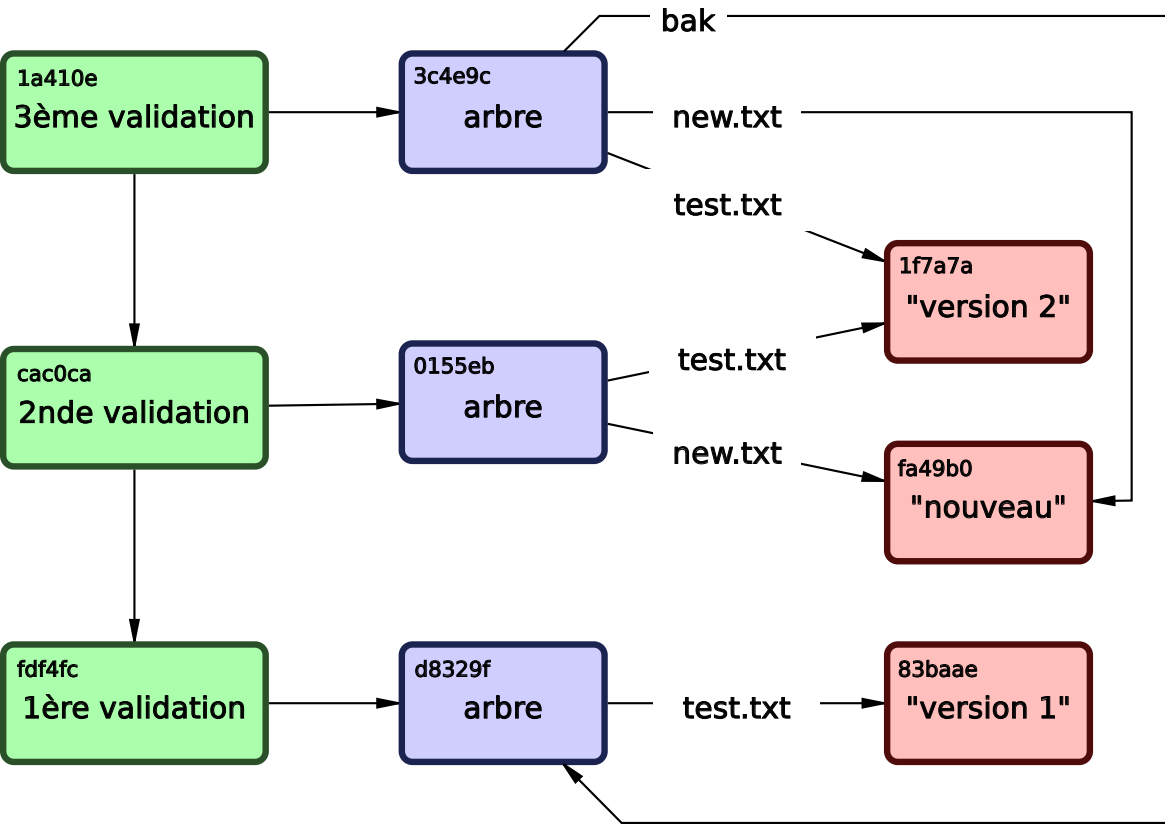 bak
1a410e
3ème validation
3c4e9c
arbre
new.txt
test.txt
1f7a7a
"version 2"
cac0ca
2nde validation
0155eb
arbre
test.txt
new.txt
fa49b0
"nouveau"
fdf4fc
1ère validation
d8329f
arbre
test.txt
83baae
"version 1"